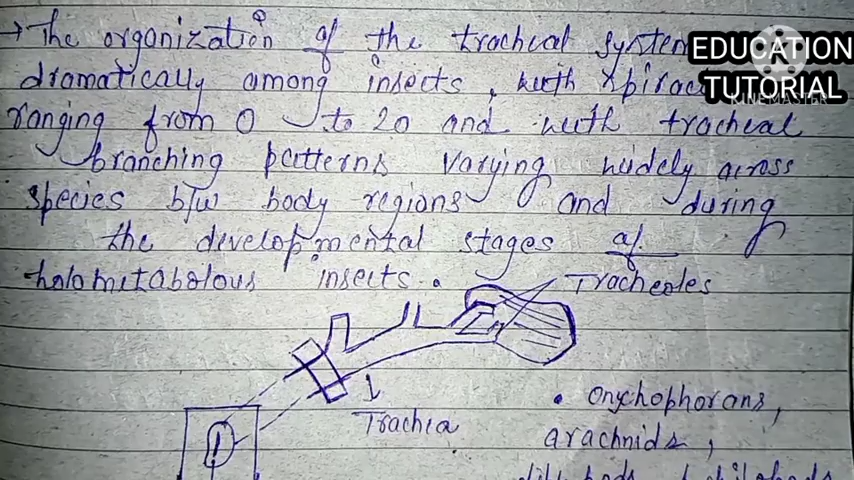 → The organization of the tracheal system
dramatically among insects, with spirac
ranging from 0 to 20 and with tracheal
branching patterns varying widely across
species b/w body regions and during
the developmental stages of
holometabolous insects.
Tracheoles
Trachea
• Onychophorans,
arachnids,
EDUCATION
TUTORIAL
KINEMASTER